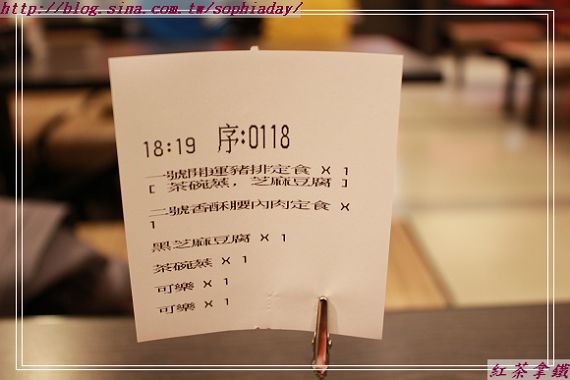 http://blog.sina.com.tw/sophiaday/
18:19 序:0118
一號開運豬排定食 X 1
[ 茶碗蒸, 芝麻豆腐 ]
二號香酥腰內肉定食 X
1
黑芝麻豆腐 X 1
茶碗蒸 X 1
可樂 X 1
可樂 X 1
紅茶拿鐵